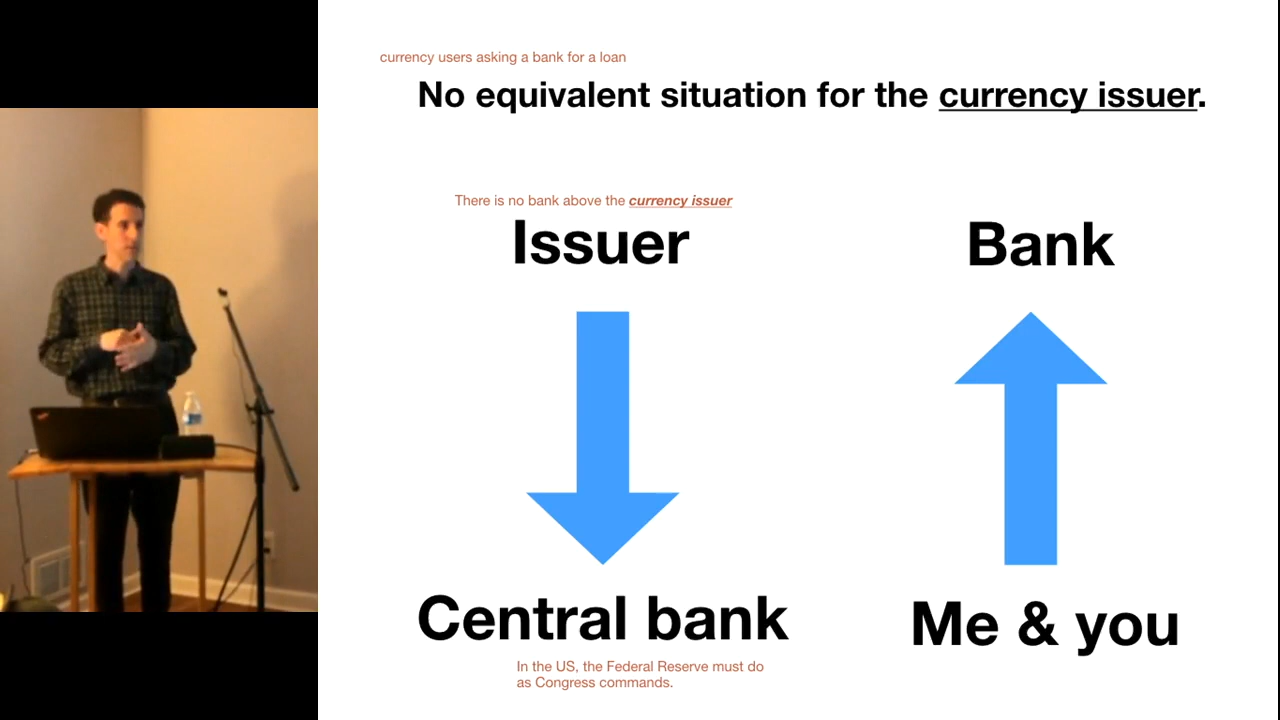 currency users asking a bank for a loan
No equivalent situation for the currency issuer.
There is no bank above the currency issuer
Issuer
Bank
Central bank
Me & you
In the US, the Federal Reserve must do
as Congress commands.